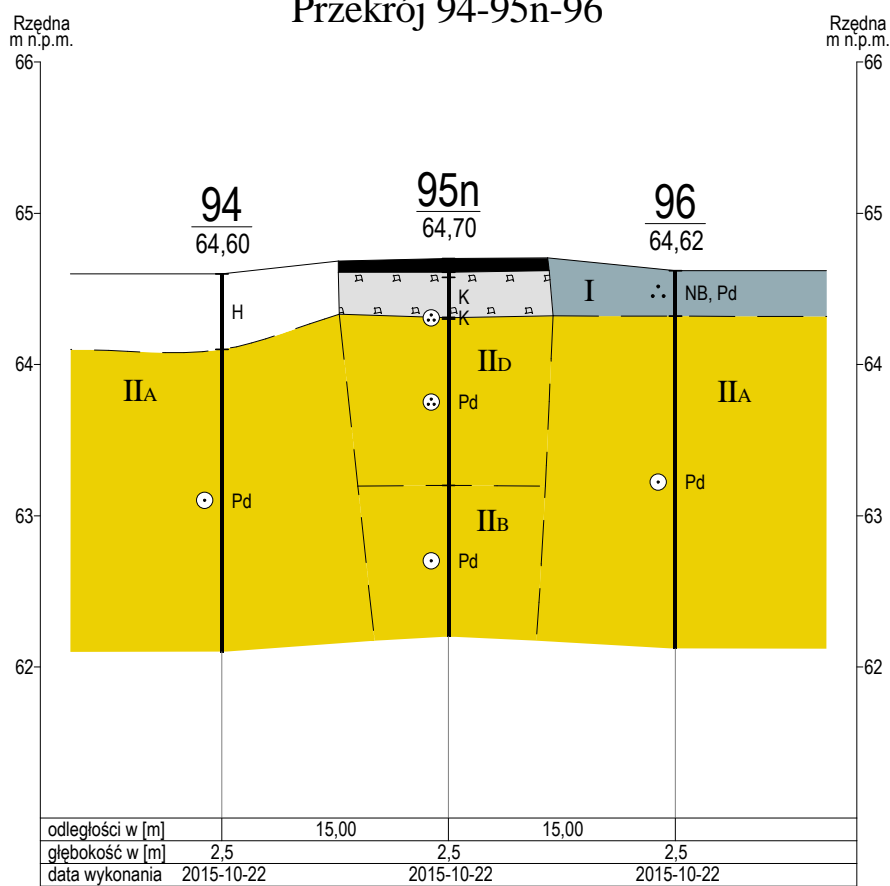 Przekrój 94-95n-96
Rzędna
m n.p.m.
Rzędna
m n.p.m.
66
66
65
94
64,60
95n
64,70
96
64,62
65
H
K
K
I
NB, Pd
64
64
IIA
IID
Pd
IIA
Pd
Pd
63
IIB
63
Pd
62
62
odległości w [m] 15,00 15,00
głębokość w [m] 2,5 2,5 2,5
data wykonania 2015-10-22 2015-10-22 2015-10-22